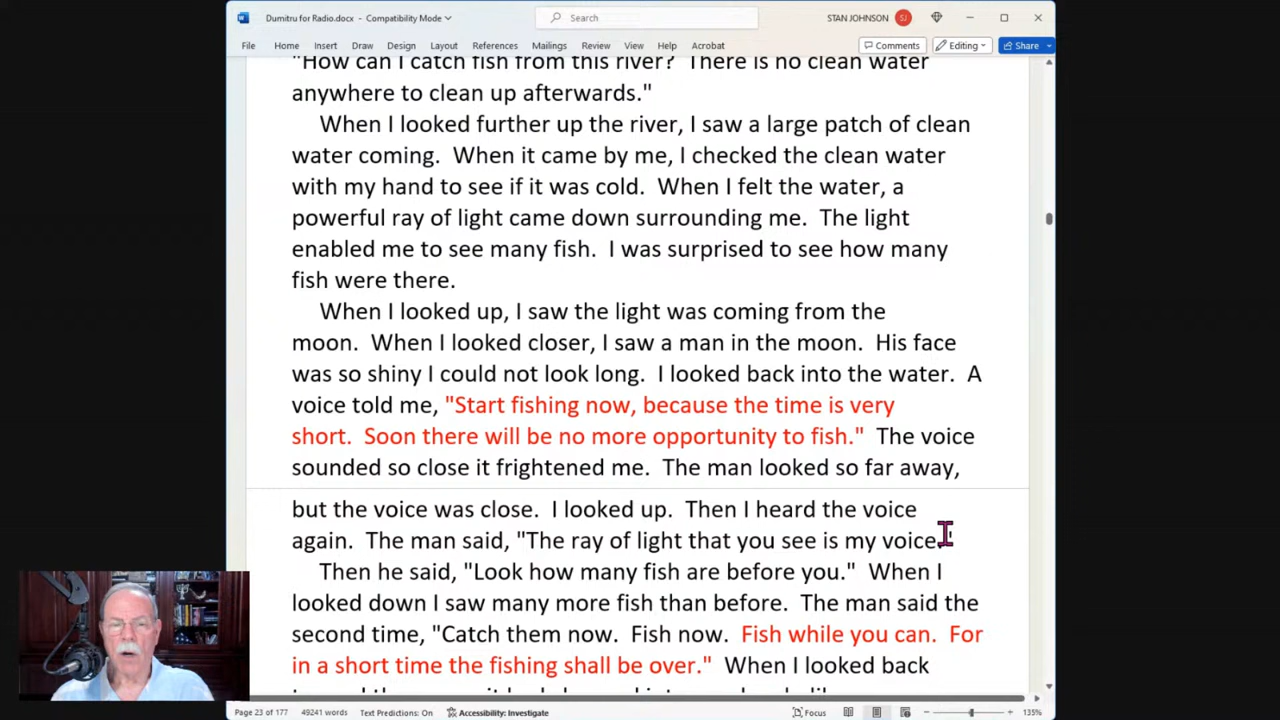 Dumitru for Radio.docx • Compatibility Mode
Search
STAN JOHNSON
SJ
File Home Insert Draw Design Layout References Mailings Review View Help Acrobat
Comments Editing Share
"How can I catch fish from this river?  There is no clean water
anywhere to clean up afterwards."
When I looked further up the river, I saw a large patch of clean
water coming.  When it came by me, I checked the clean water
with my hand to see if it was cold.  When I felt the water, a
powerful ray of light came down surrounding me.  The light
enabled me to see many fish.  I was surprised to see how many
fish were there.
When I looked up, I saw the light was coming from the
moon.  When I looked closer, I saw a man in the moon.  His face
was so shiny I could not look long.  I looked back into the water.  A
voice told me, "Start fishing now, because the time is very
short.  Soon there will be no more opportunity to fish."  The voice
sounded so close it frightened me.  The man looked so far away,
but the voice was close.  I looked up.  Then I heard the voice
again.  The man said, "The ray of light that you see is my voice.
Then he said, "Look how many fish are before you."  When I
looked down I saw many more fish than before.  The man said the
second time, "Catch them now.  Fish now.  Fish while you can.  For
in a short time the fishing shall be over."  When I looked back
Page 23 of 177 49241 words Text Predictions: On Accessibility: Investigate
Focus 135%